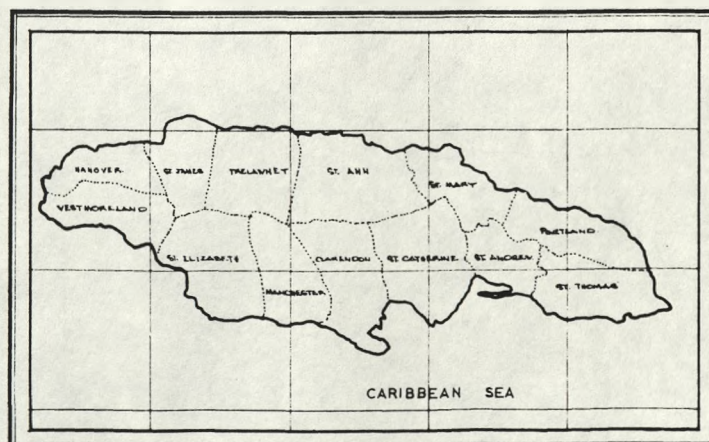 HANOVER
ST. JAMES
TRELAWNEY
ST. ANN
ST. MARY
WESTMORELAND
PORTLAND
ST. ELIZABETH
CLARENDON
ST. CATHERINE
ST. ANDREW
MANCHESTER
ST. THOMAS
CARIBBEAN SEA